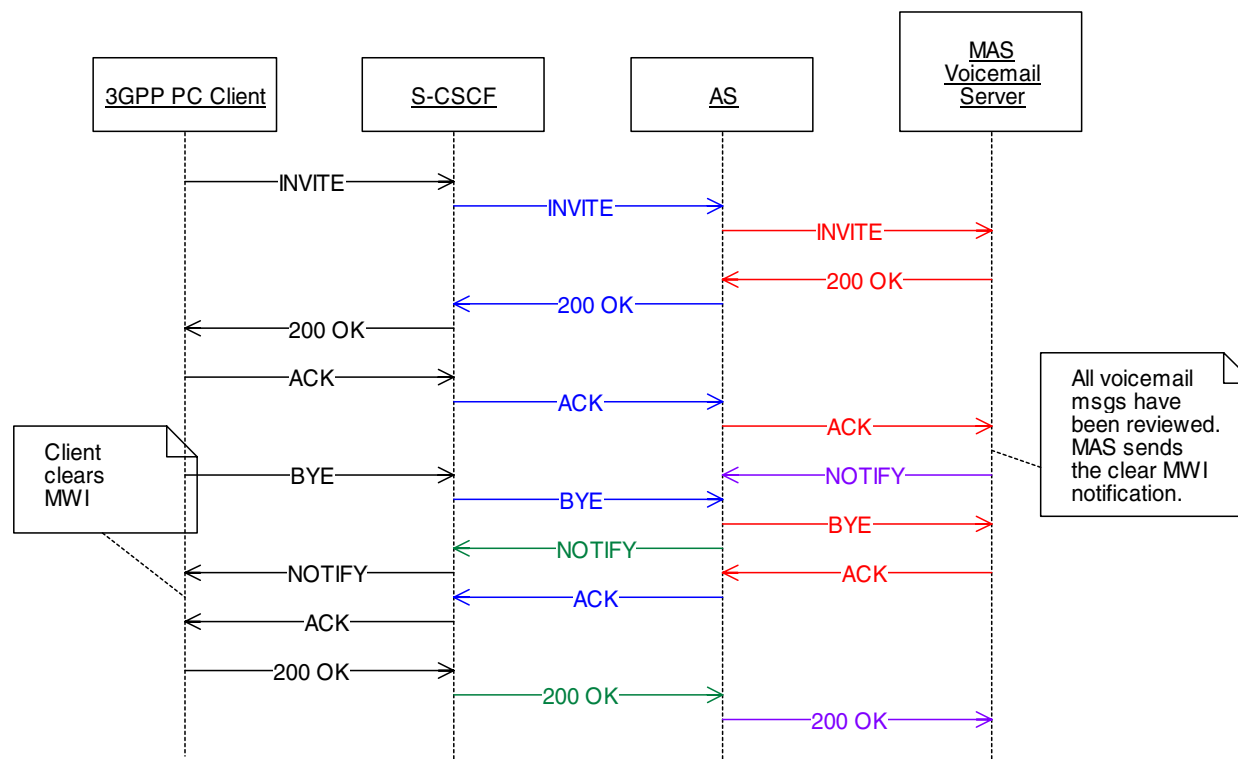 3GPP PC Client
S-CSCF
AS
MAS
Voicemail
Server
INVITE
INVITE
INVITE
200 OK
200 OK
200 OK
ACK
ACK
ACK
All voicemail
msgs have
been reviewed.
MAS sends
the clear MWI
notification.
Client
clears
MWI
BYE
NOTIFY
BYE
BYE
NOTIFY
NOTIFY
ACK
ACK
ACK
200 OK
200 OK
200 OK